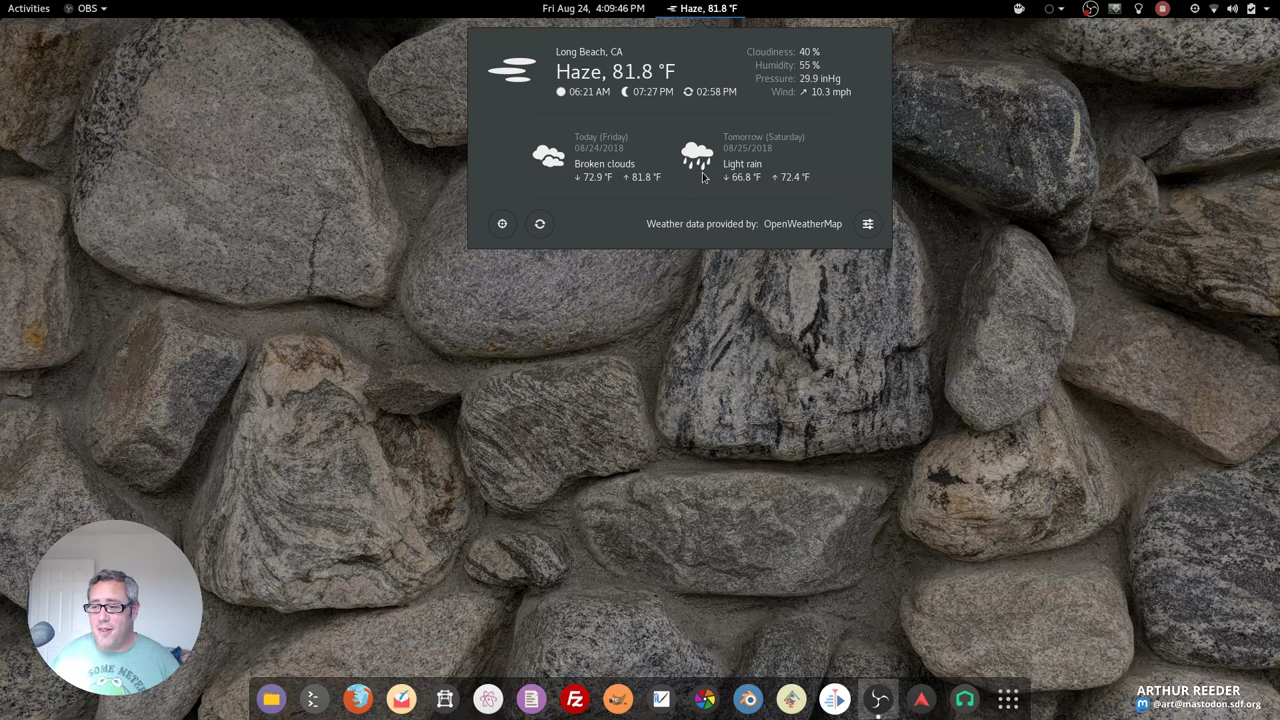 Activities
OBS
Fri Aug 24, 4:09:46 PM
Haze, 81.8 °F
Long Beach, CA
Haze, 81.8 °F
06:21 AM 07:27 PM 02:58 PM
Cloudiness: 40 %
Humidity: 55 %
Pressure: 29.9 inHg
Wind: ↗ 10.3 mph
Today (Friday)
08/24/2018
Broken clouds
↓ 72.9 °F ↑ 81.8 °F
Tomorrow (Saturday)
08/25/2018
Light rain
↓ 66.8 °F ↑ 72.4 °F
Weather data provided by: OpenWeatherMap
SOME
METER
ARTHUR REEDER
@art@mastodon.sdf.org